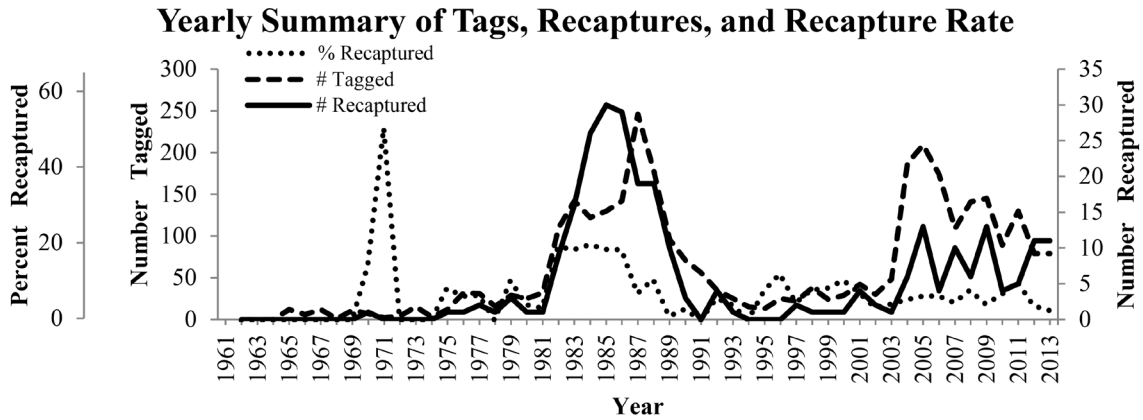 Yearly Summary of Tags, Recaptures, and Recapture Rate
% Recaptured
# Tagged
# Recaptured
Percent Recaptured
60
40
20
0
Number Tagged
300
250
200
150
100
50
0
35
30
25
20
15
10
5
0
Number Recaptured
1961 1963 1965 1967 1969 1971 1973 1975 1977 1979 1981 1983 1985 1987 1989 1991 1993 1995 1997 1999 2001 2003 2005 2007 2009 2011 2013
Year